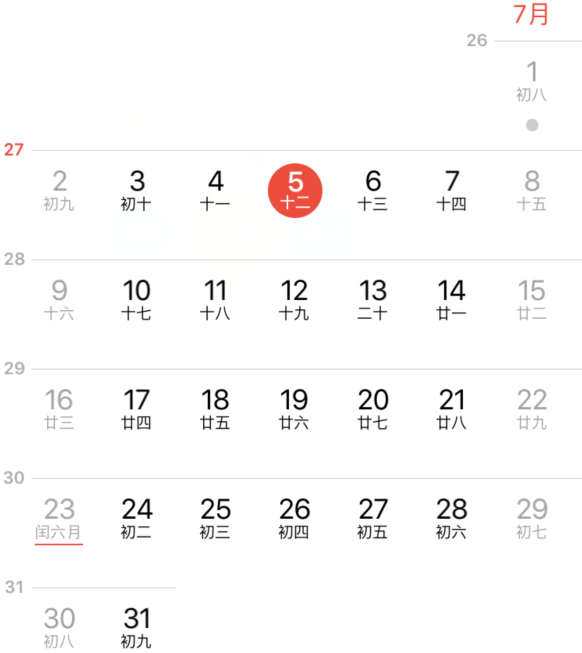 7月
26
1
初八
27
2 3 4 5 6 7 8
初九 初十 十一 十二 十三 十四 十五
28
9 10 11 12 13 14 15
十六 十七 十八 十九 二十 廿一 廿二
29
16 17 18 19 20 21 22
廿三 廿四 廿五 廿六 廿七 廿八 廿九
30
23 24 25 26 27 28 29
闰六月 初二 初三 初四 初五 初六 初七
31
30 31
初八 初九